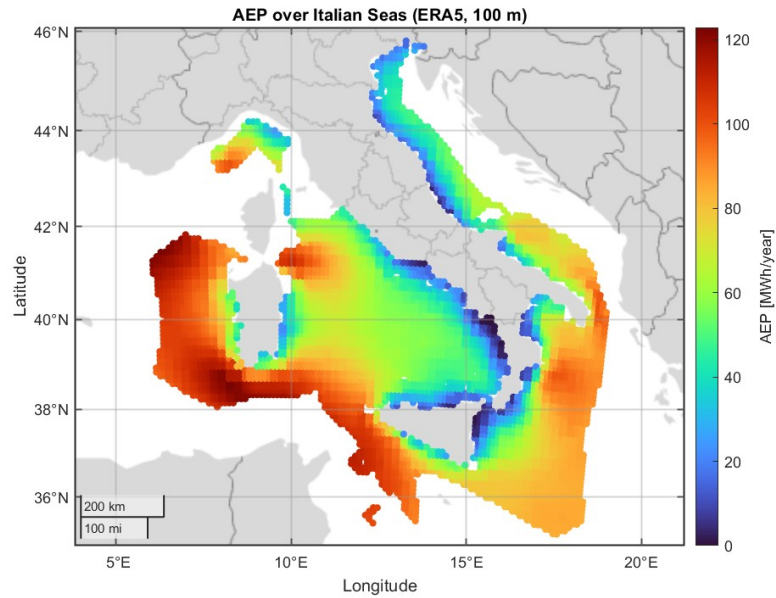 AEP over Italian Seas (ERA5, 100 m)
46°N
44°N
42°N
40°N
38°N
36°N
Latitude
200 km
100 mi
5°E
10°E
15°E
20°E
Longitude
120
100
80
60
40
20
0
AEP [MWh/year]